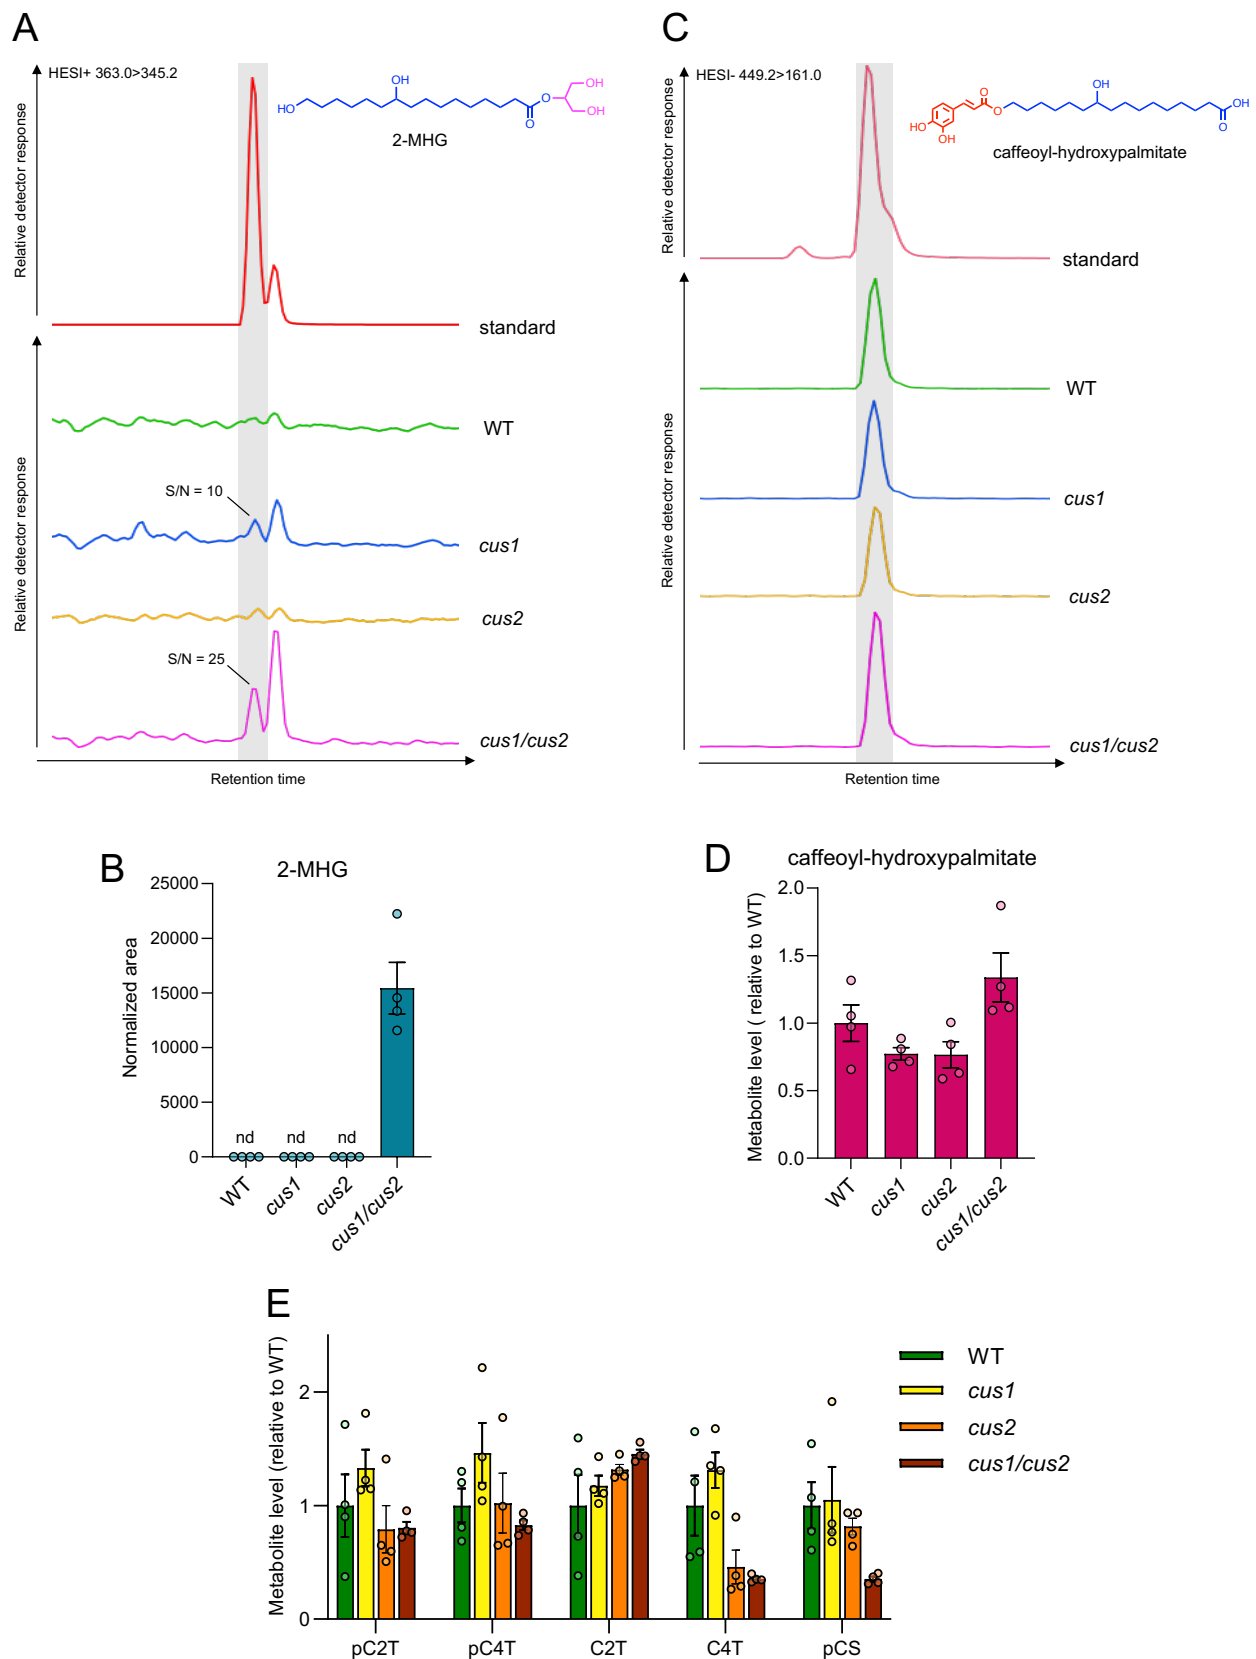 A
HESI+ 363.0>345.2
Relative detector response
OH
HO
O
O
OH
OH
2-MHG
standard
Relative detector response
WT
S/N = 10
cus1
cus2
S/N = 25
cus1/cus2
Retention time
C
HESI- 449.2>161.0
Relative detector response
HO
OH
O
O
OH
O
OH
caffeoyl-hydroxypalmitate
standard
Relative detector response
WT
cus1
cus2
cus1/cus2
Retention time
B
2-MHG
Normalized area
25000
20000
15000
10000
5000
0
nd
nd
nd
WT
cus1
cus2
cus1/cus2
D
caffeoyl-hydroxypalmitate
Metabolite level ( relative to WT)
2.0
1.5
1.0
0.5
0.0
WT
cus1
cus2
cus1/cus2
E
Metabolite level (relative to WT)
2
1
0
pC2T
pC4T
C2T
C4T
pCS
WT
cus1
cus2
cus1/cus2